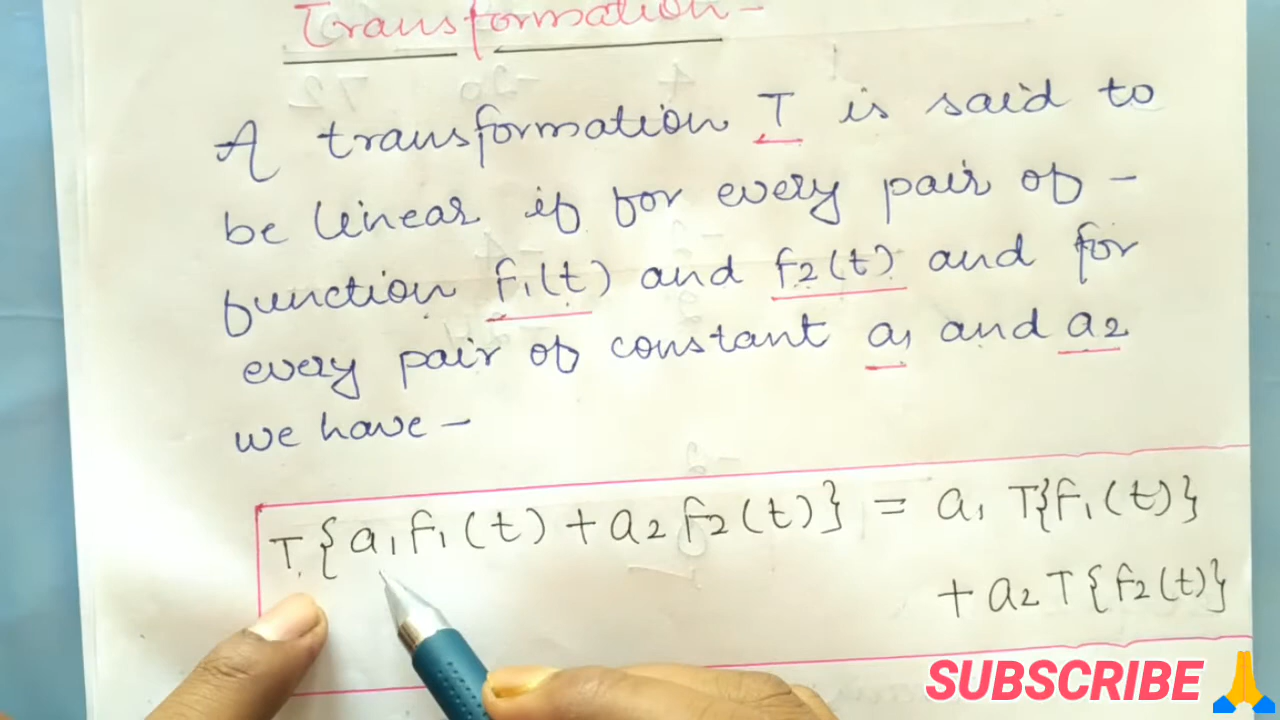 Transformation -
A transformation T is said to
be linear if for every pair of -
function f1(t) and f2(t) and for
every pair of constant a1 and a2
we have -
T{a1f1(t) + a2f2(t)} = a1 T{f1(t)}
+ a2T{f2(t)}
SUBSCRIBE